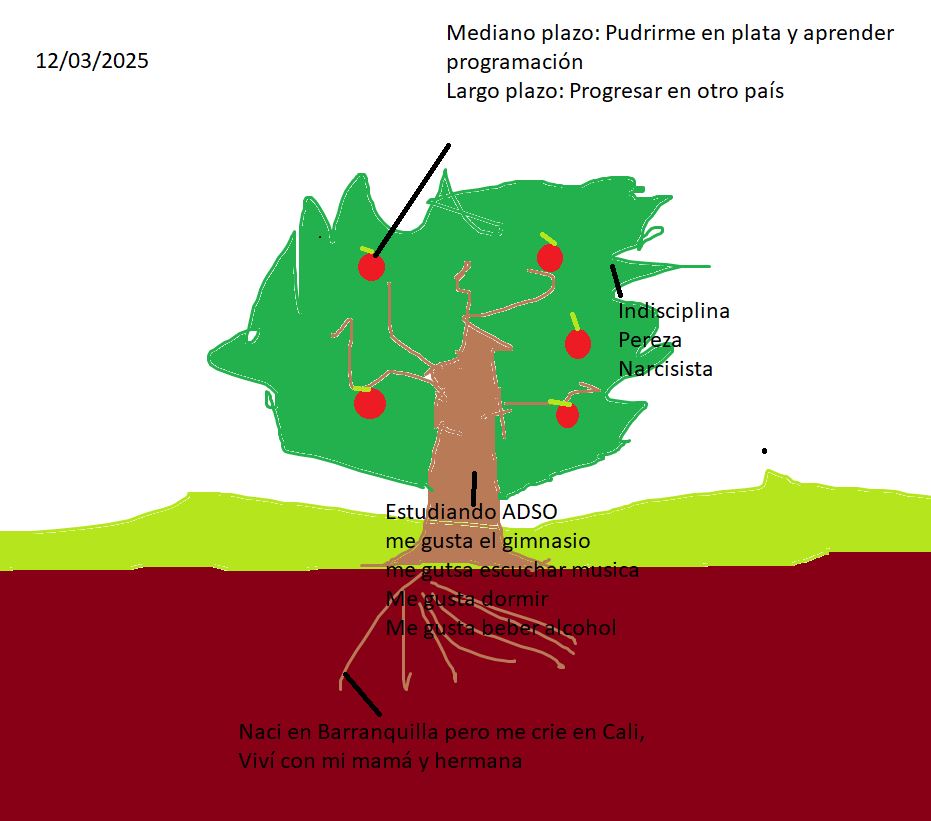 12/03/2025
Mediano plazo: Pudrirme en plata y aprender
programación
Largo plazo: Progresar en otro país
Indisciplina
Pereza
Narcisista
Estudiando ADSO
me gusta el gimnasio
me gutsa escuchar musica
Me gusta dormir
Me gusta beber alcohol
Naci en Barranquilla pero me crie en Cali,
Viví con mi mamá y hermana